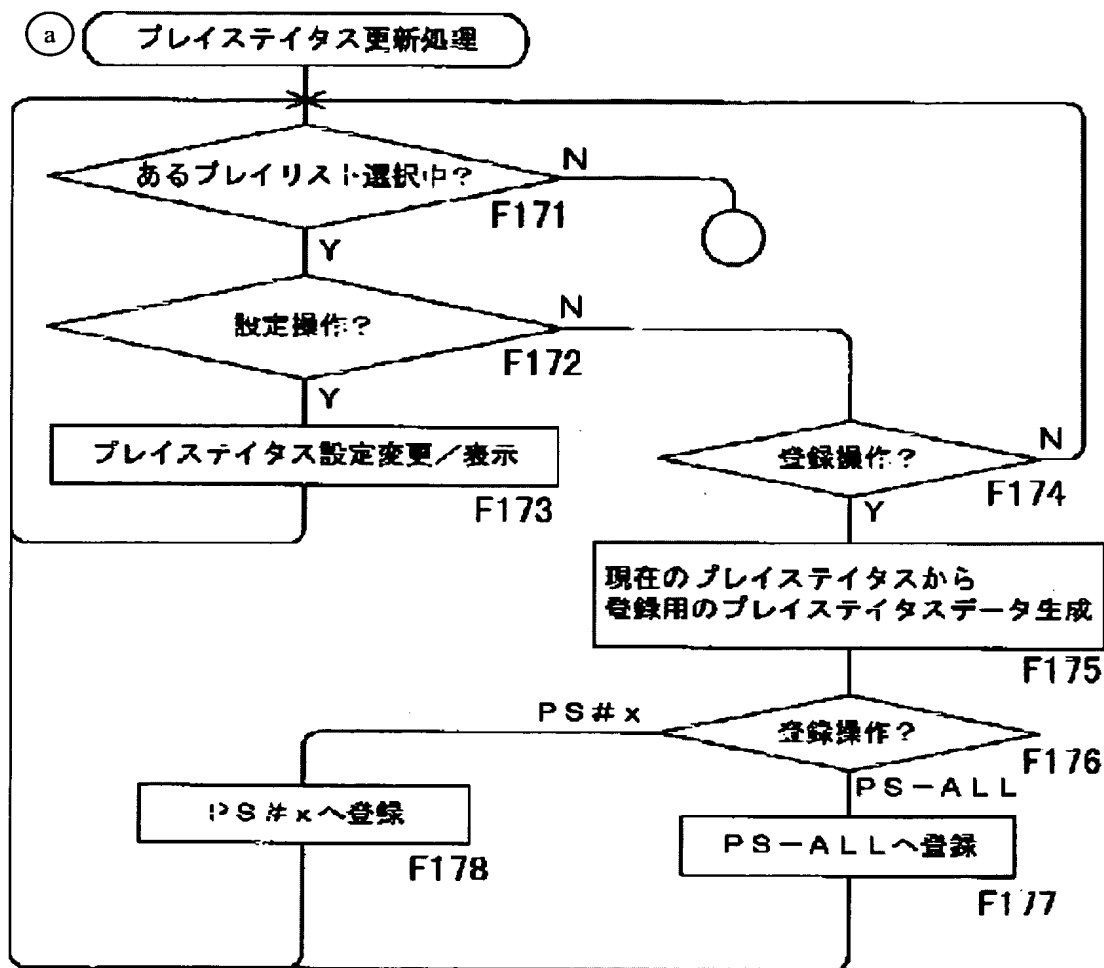 a
プレイステイタス更新処理
あるプレイリスト選択中？
N
F171
Y
設定操作？
N
F172
Y
プレイステイタス設定変更／表示
F173
登録操作？
N
F174
Y
現在のプレイステイタスから
登録用のプレイステイタスデータ生成
F175
PS＃x
登録操作？
F176
PS－ALL
PS＃xへ登録
F178
PS－ALLへ登録
F177